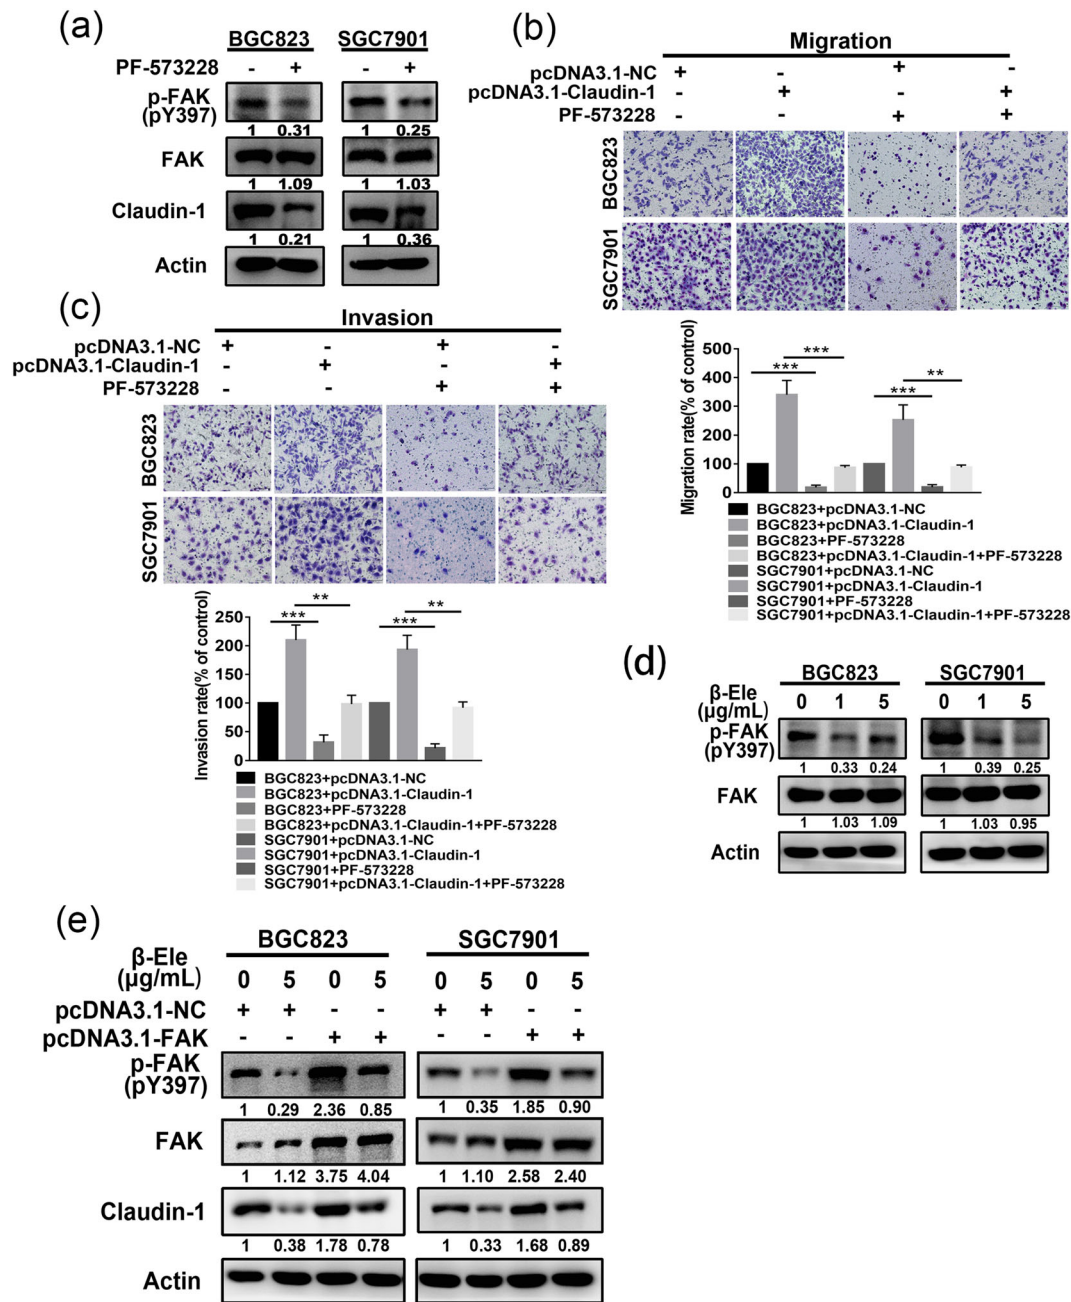 (a)
BGC823 SGC7901
PF-573228 - + - +
p-FAK
(pY397)
1 0.31 1 0.25
FAK
1 1.09 1 1.03
Claudin-1
1 0.21 1 0.36
Actin
(b)
Migration
pcDNA3.1-NC + - + -
pcDNA3.1-Claudin-1 - + - +
PF-573228 - - + +
BGC823
SGC7901
Migration rate(% of control)
500
400
300
200
100
0
*** *** *** **
BGC823+pcDNA3.1-NC
BGC823+pcDNA3.1-Claudin-1
BGC823+PF-573228
BGC823+pcDNA3.1-Claudin-1+PF-573228
SGC7901+pcDNA3.1-NC
SGC7901+pcDNA3.1-Claudin-1
SGC7901+PF-573228
SGC7901+pcDNA3.1-Claudin-1+PF-573228
(c)
Invasion
pcDNA3.1-NC + - + -
pcDNA3.1-Claudin-1 - + - +
PF-573228 - - + +
BGC823
SGC7901
Invasion rate(% of control)
250
200
150
100
50
0
*** ** *** **
BGC823+pcDNA3.1-NC
BGC823+pcDNA3.1-Claudin-1
BGC823+PF-573228
BGC823+pcDNA3.1-Claudin-1+PF-573228
SGC7901+pcDNA3.1-NC
SGC7901+pcDNA3.1-Claudin-1
SGC7901+PF-573228
SGC7901+pcDNA3.1-Claudin-1+PF-573228
(d)
BGC823 SGC7901
β-Ele
(μg/mL) 0 1 5 0 1 5
p-FAK
(pY397)
1 0.33 0.24 1 0.39 0.25
FAK
1 1.03 1.09 1 1.03 0.95
Actin
(e)
BGC823 SGC7901
β-Ele
(μg/mL) 0 5 0 5 0 5 0 5
pcDNA3.1-NC + + - - + + - -
pcDNA3.1-FAK - - + + - - + +
p-FAK
(pY397)
1 0.29 2.36 0.85 1 0.35 1.85 0.90
FAK
1 1.12 3.75 4.04 1 1.10 2.58 2.40
Claudin-1
1 0.38 1.78 0.78 1 0.33 1.68 0.89
Actin